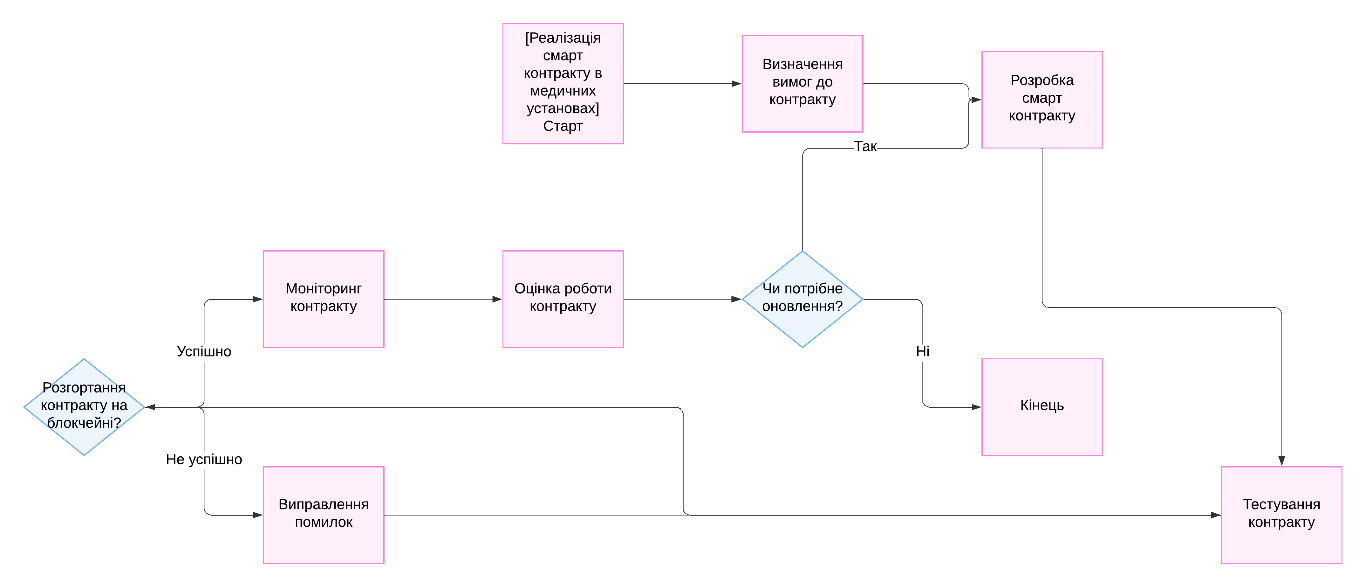 [Реалізація
смарт
контракту в
медичних
установах]
Старт
Визначення
вимог до
контракту
Розробка
смарт
контракту
Так
Моніторинг
контракту
Оцінка роботи
контракту
Чи потрібне
оновлення?
Успішно
Ні
Розгортання
контракту на
блокчейні?
Кінець
Не успішно
Виправлення
помилок
Тестування
контракту